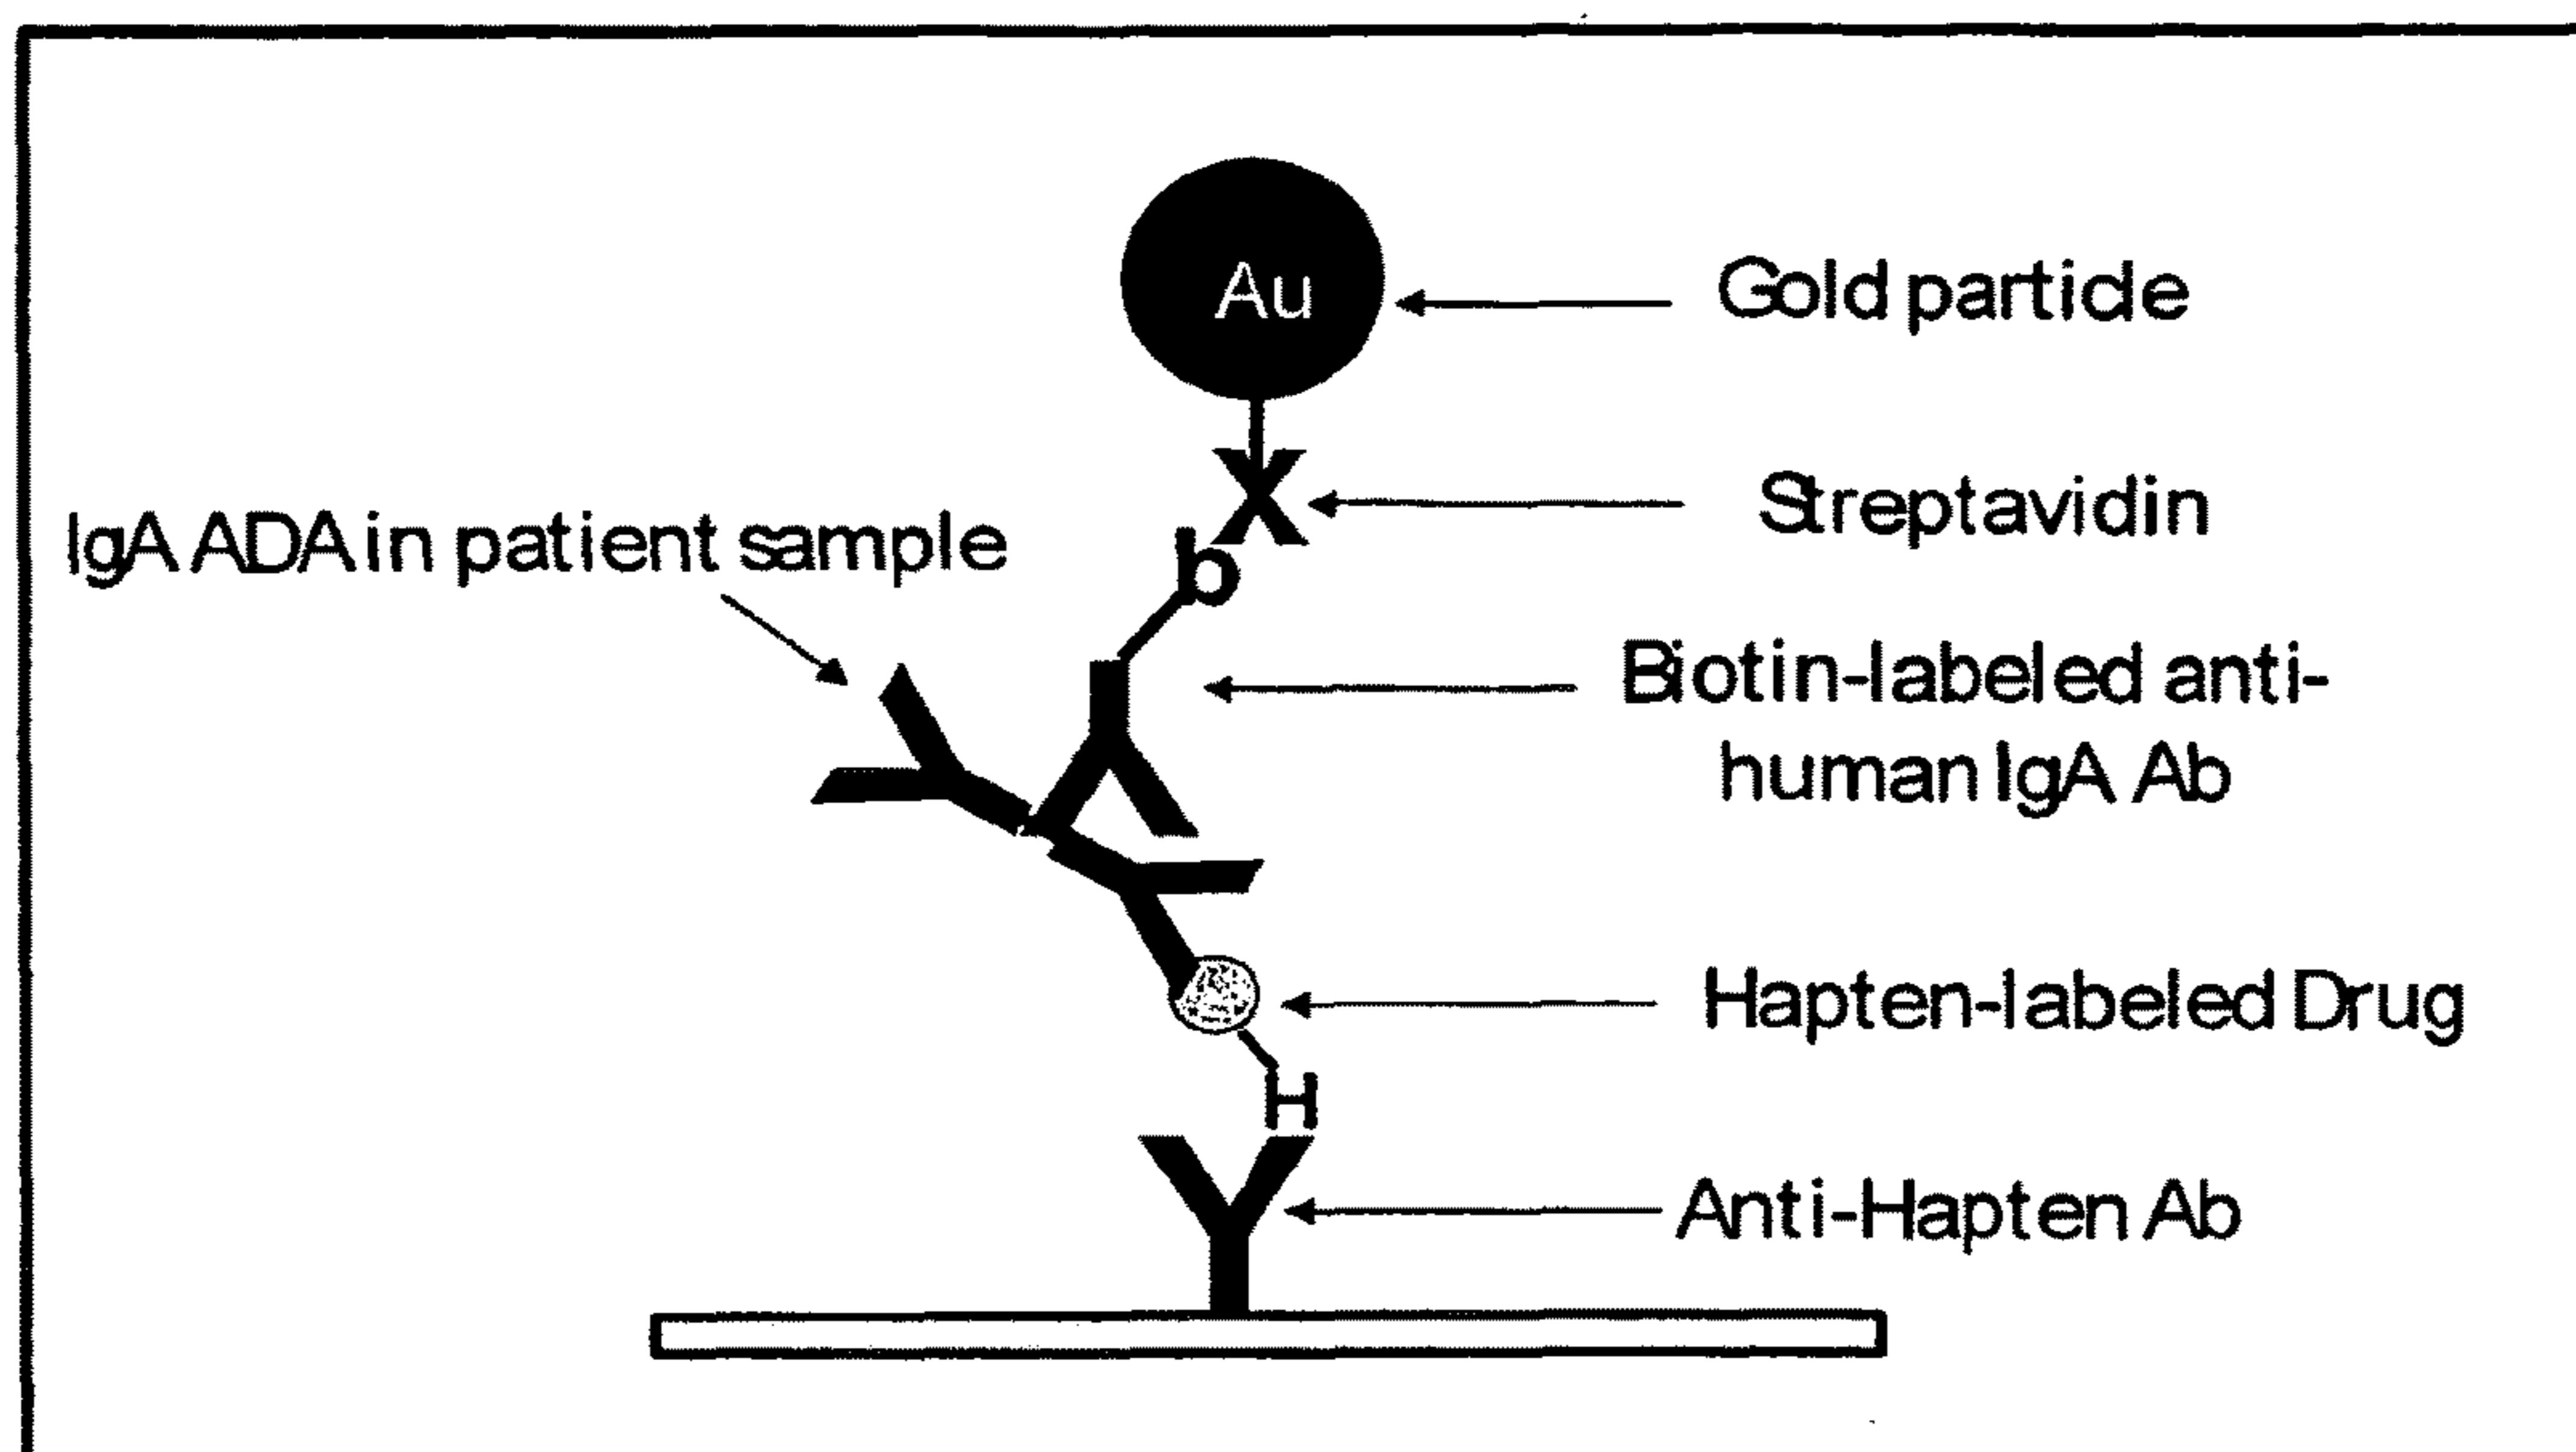 Au
Gold particle
X
Streptavidin
IgA ADA in patient sample
b
Biotin-labeled anti-
human IgA Ab
Hapten-labeled Drug
H
Anti-Hapten Ab